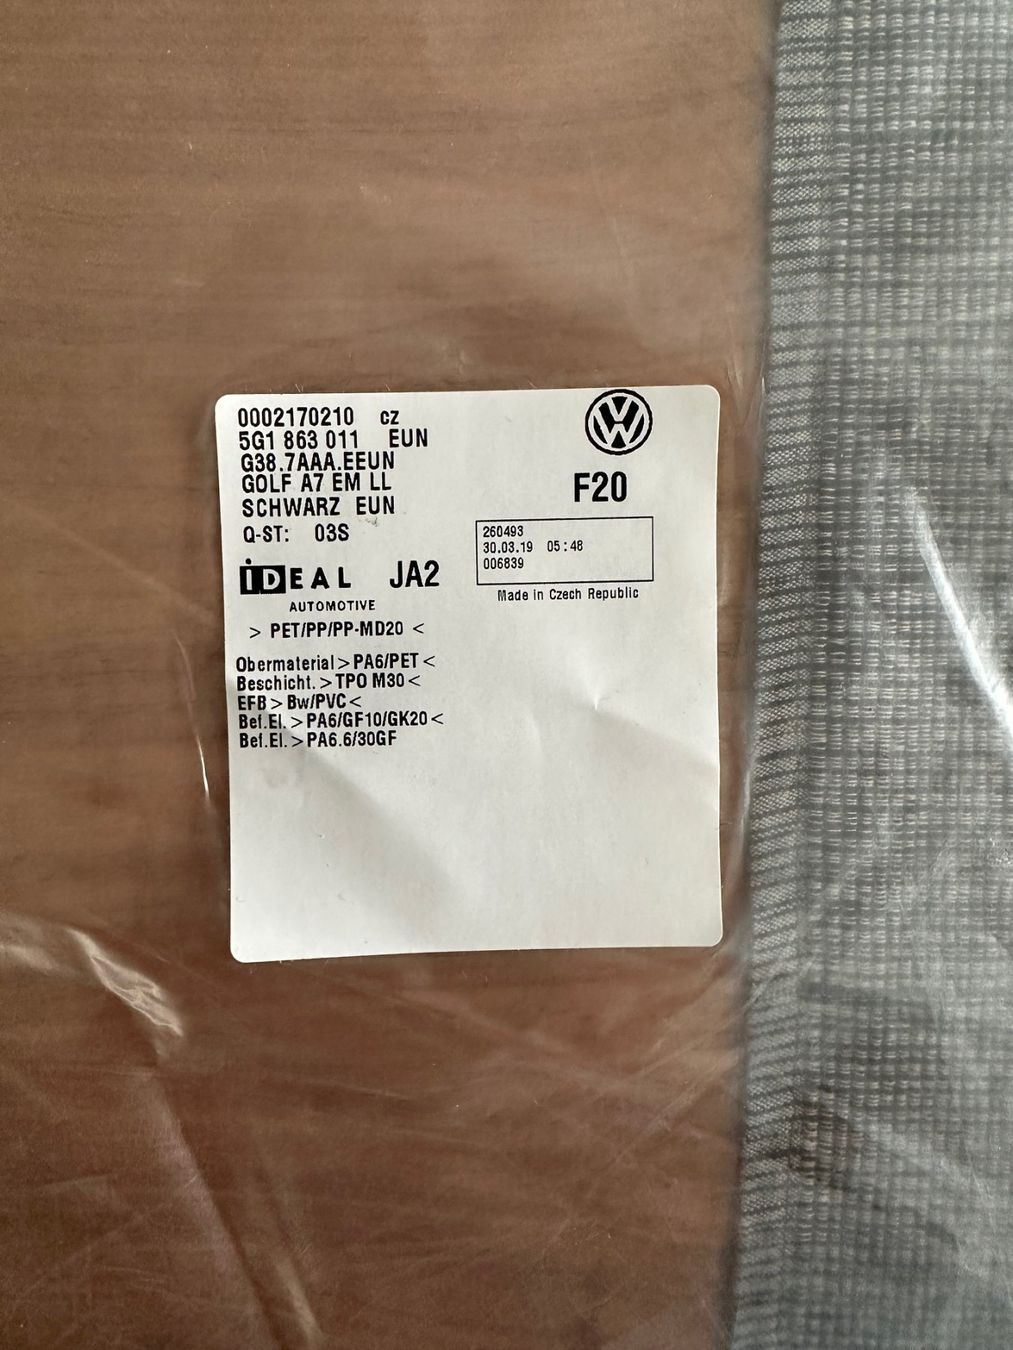 0002170210 cz
5G1 863 011 EUN
G38.7AAA.EEUN
GOLF A7 EM LL
SCHWARZ EUN
Q-ST: 03S
VW
F20
260493
30.03.19 05:48
006839
Made in Czech Republic
iDEAL JA2
AUTOMOTIVE
> PET/PP/PP-MD20 <
Obermaterial>PA6/PET<
Beschicht.>TPO M30<
EFB>Bw/PVC<
Bef.El.>PA6/GF10/GK20<
Bef.El.>PA6.6/30GF